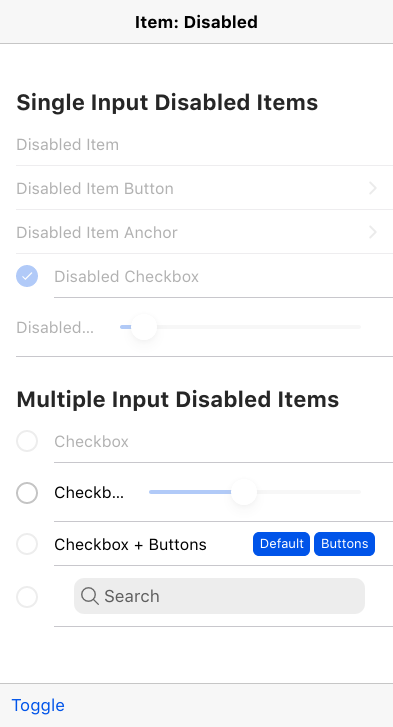 Item: Disabled
Single Input Disabled Items
Disabled Item
Disabled Item Button
Disabled Item Anchor
Disabled Checkbox
Disabled...
Multiple Input Disabled Items
Checkbox
Checkb...
Checkbox + Buttons Default Buttons
Search
Toggle